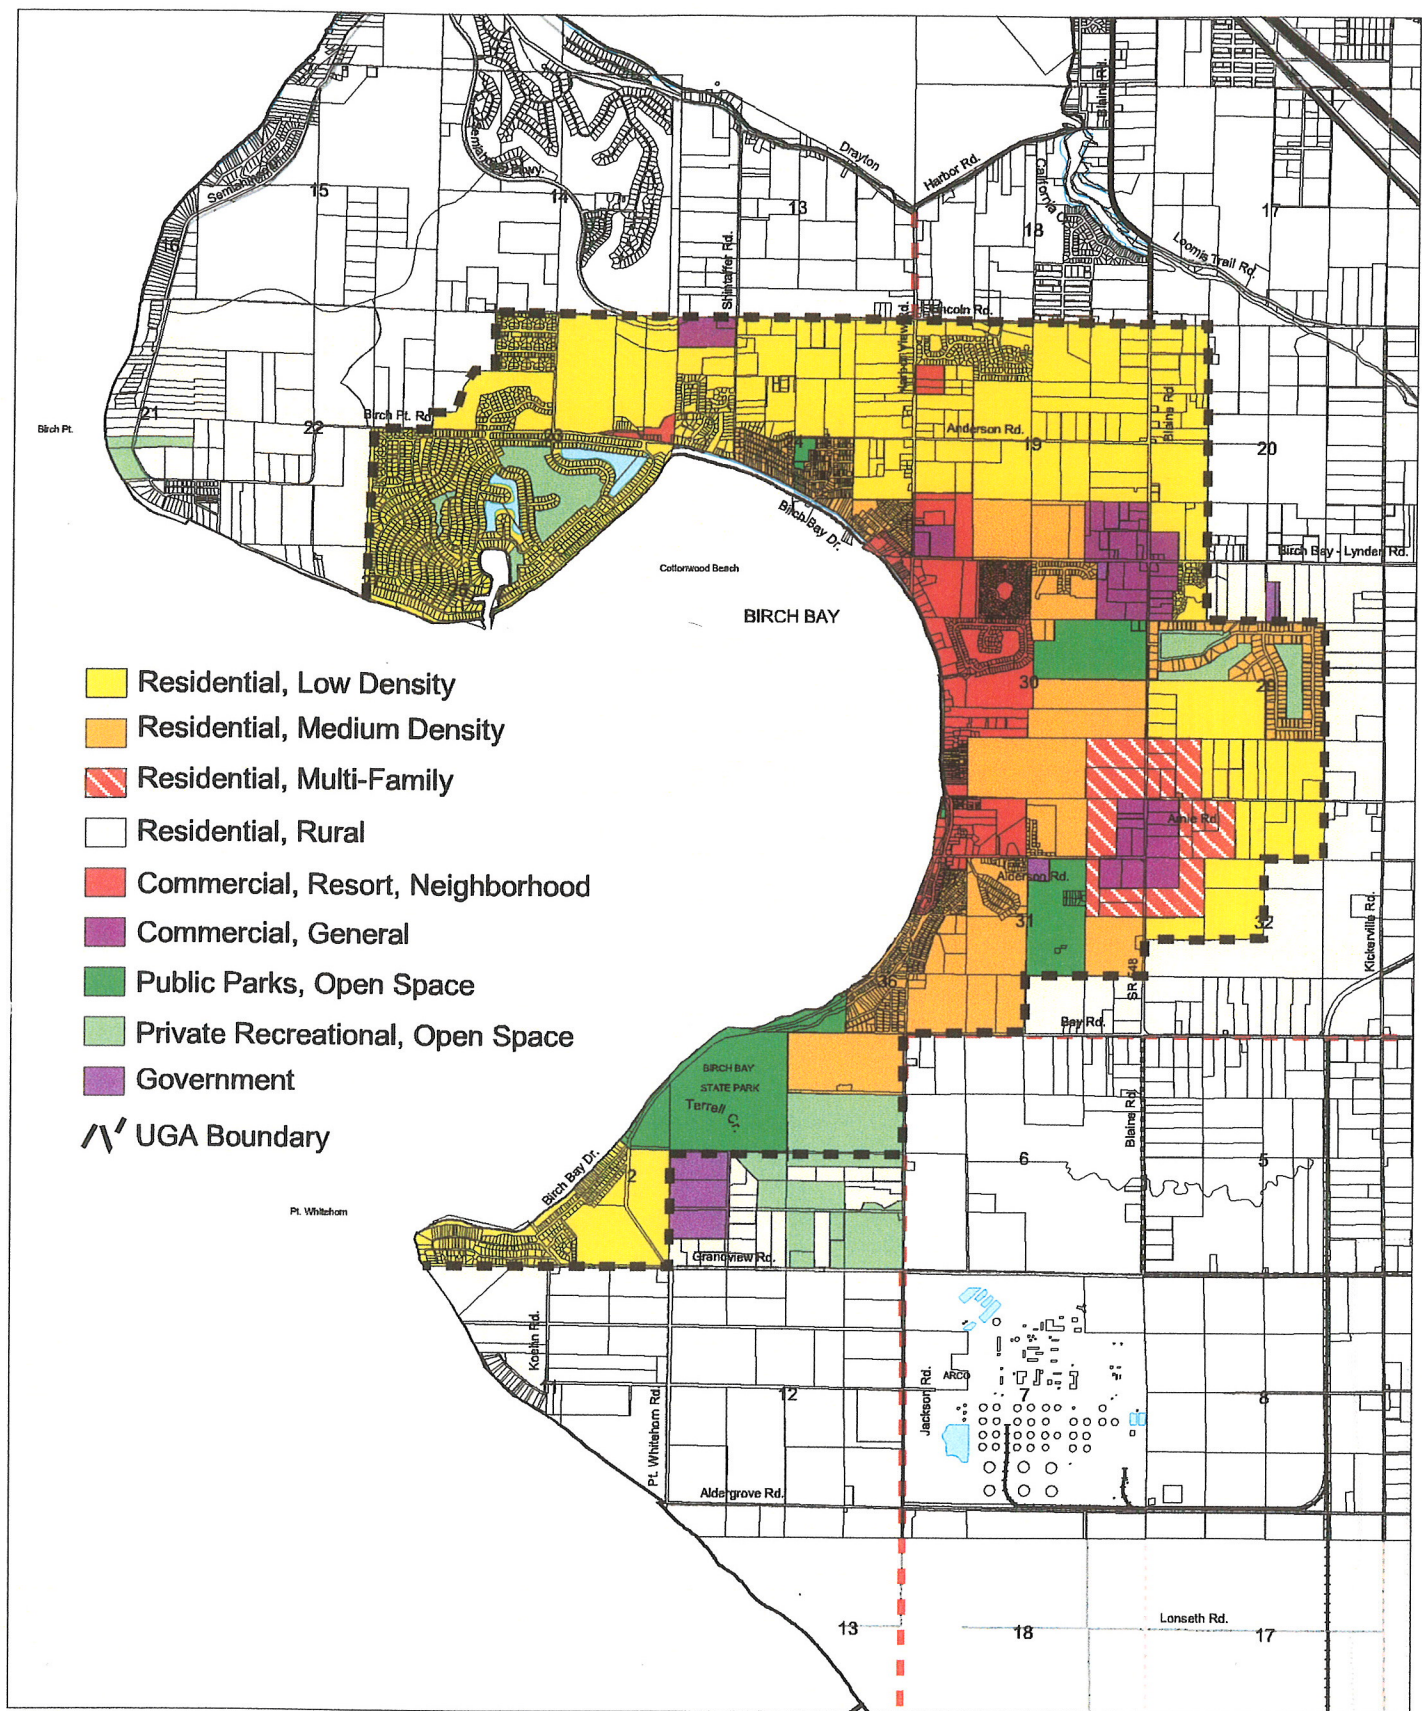 Blaine Rd.
Drayton
Harbor Rd.
Semiahmoo
California Cr.
15
14
13
18
17
16
Loomis Trail Rd.
Shintaffer Rd.
Lincoln Rd.
Harbor View Rd.
Blaine Rd
21
22
Birch Pt. Rd
Birch Pt.
23
24
Anderson Rd.
19
20
Birch Bay Dr.
Birch Bay - Lynden Rd.
Cottonwood Beach
BIRCH BAY
Residential, Low Density
Residential, Medium Density
Residential, Multi-Family
Residential, Rural
Commercial, Resort, Neighborhood
Commercial, General
Public Parks, Open Space
Private Recreational, Open Space
Government
UGA Boundary
30
29
Arnie Rd
Alderson Rd.
31
32
Kickerville Rd.
36
SR 548
Bay Rd.
BIRCH BAY
STATE PARK
Terrell Cr.
Blaine Rd.
Birch Bay Dr.
2
6
5
Pt. Whitehorn
Grandview Rd.
Koehn Rd.
Jackson Rd.
ARCO
11
12
7
8
Pt. Whitehorn Rd.
Aldergrove Rd.
13
18
Lonseth Rd.
17